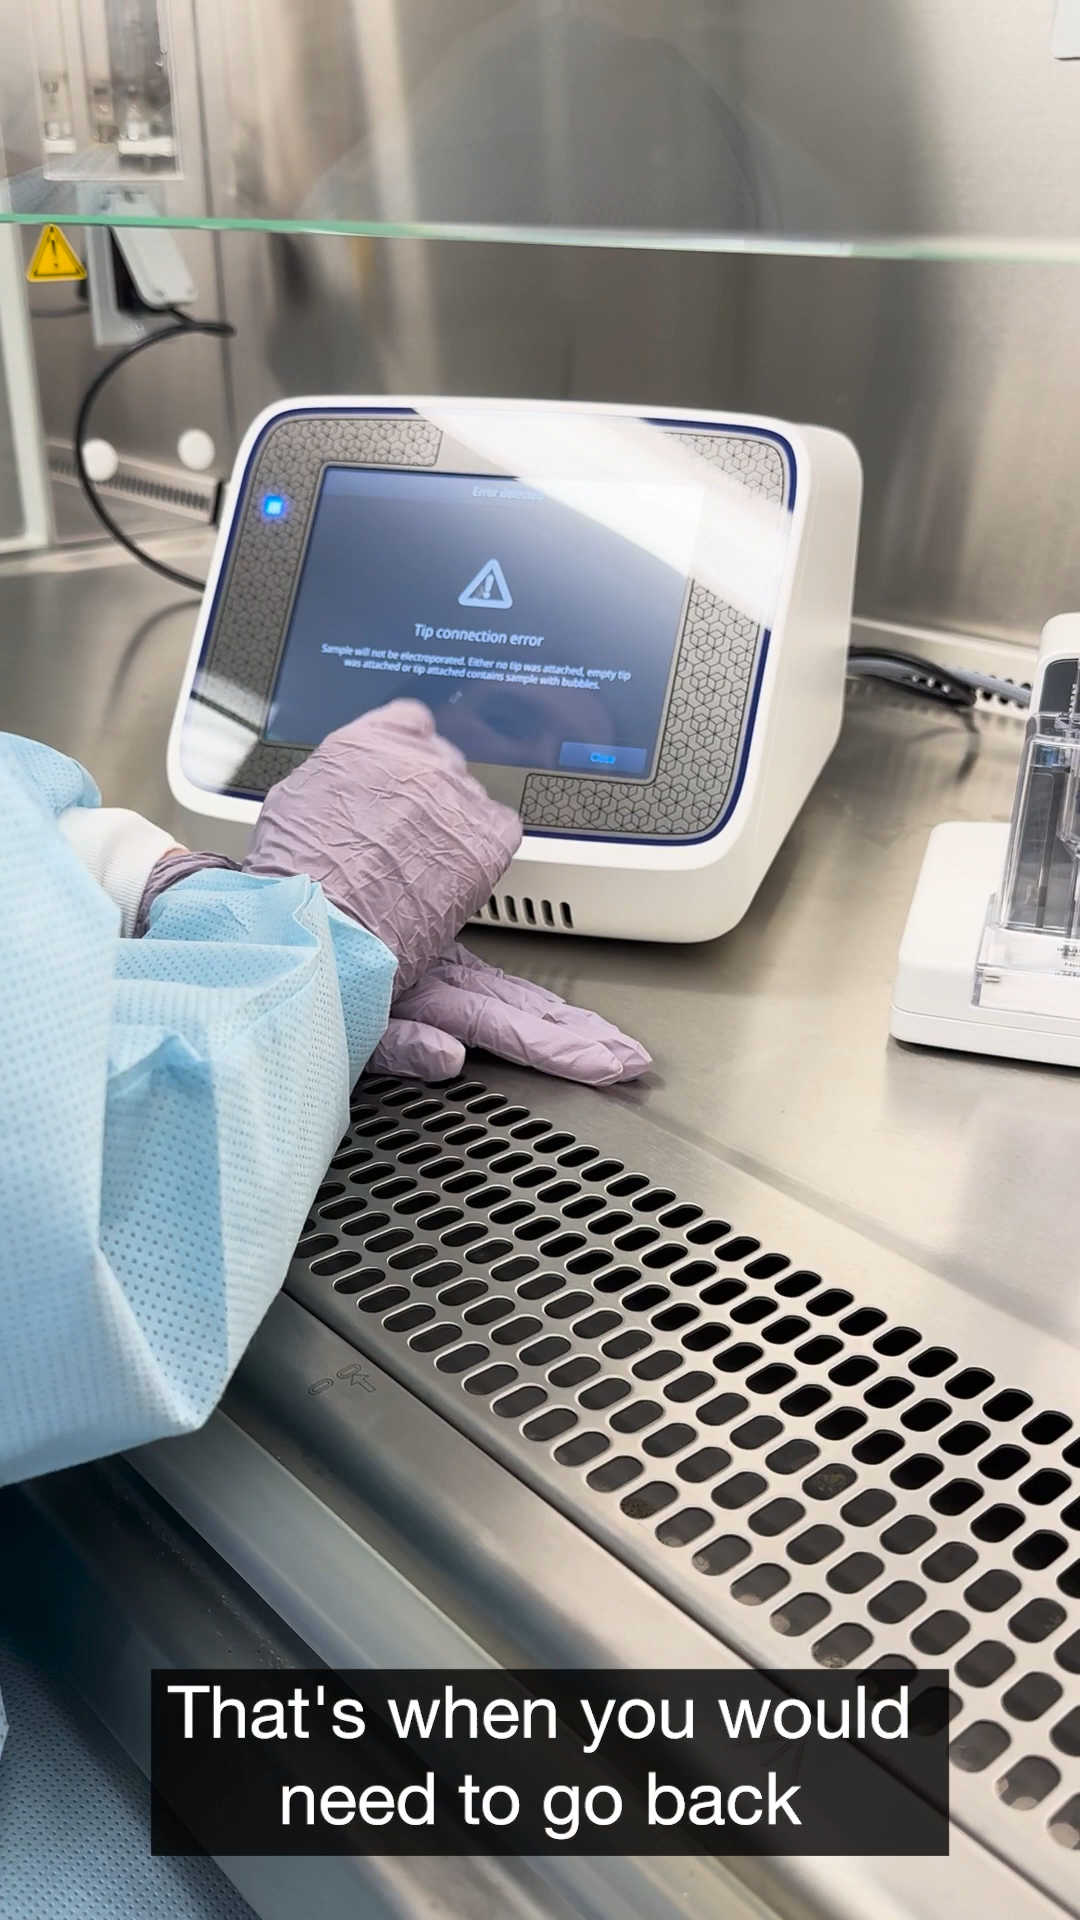 Error detected
Tip connection error
Sample will not be electroporated. Either no tip was attached, empty tip
was attached or tip attached contains sample with bubbles.
Close
That's when you would
need to go back